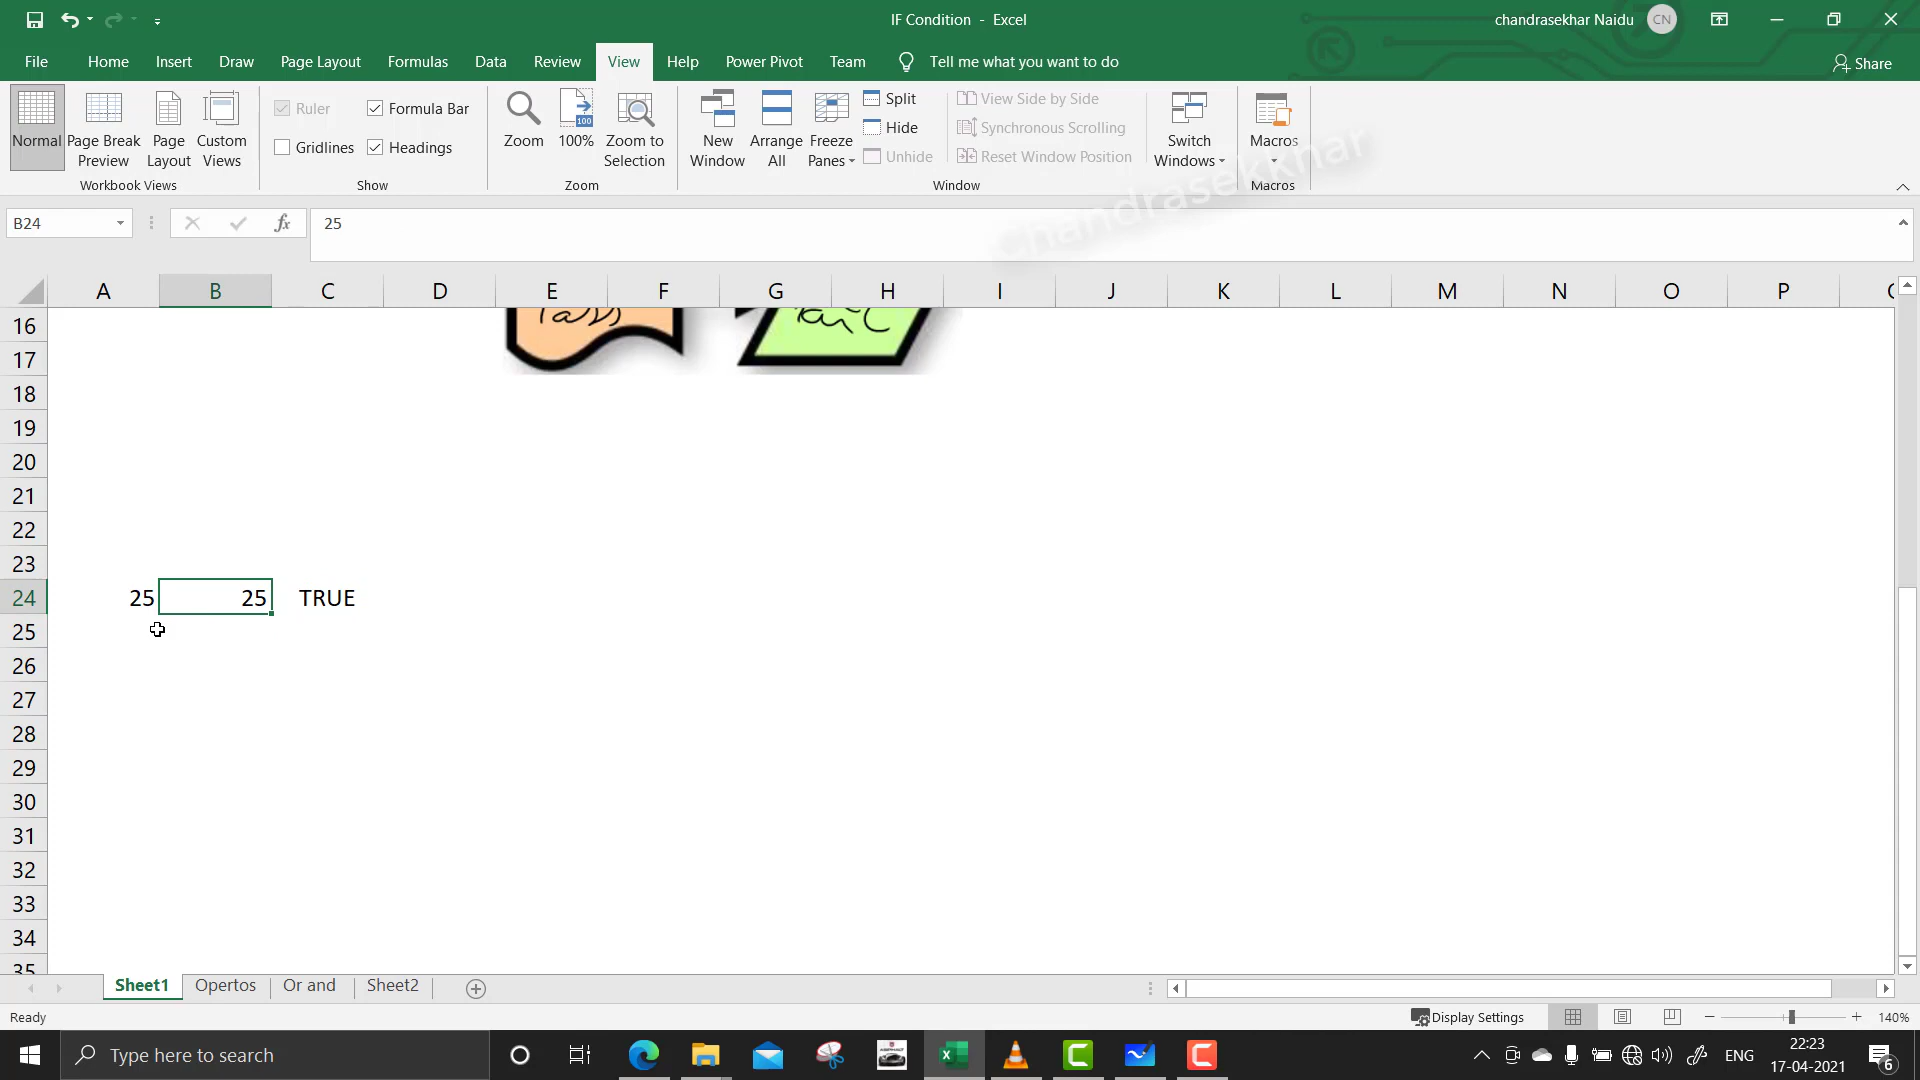 IF Condition - Excel
chandrasekhar Naidu CN
File Home Insert Draw Page Layout Formulas Data Review View Help Power Pivot Team Tell me what you want to do Share
Normal
Page Break Preview
Page Layout
Custom Views
Workbook Views
Ruler
Formula Bar
Gridlines
Headings
Show
Zoom
100
100%
Zoom to Selection
Zoom
New Window
Arrange All
Freeze Panes
Split
Hide
Unhide
View Side by Side
Synchronous Scrolling
Reset Window Position
Window
Switch Windows
Macros
Macros
Chandrasekkhar
B24
fx
25
A B C D E F G H I J K L M N O P
16
17
18
19
20
21
22
23
24 25 25 TRUE
25
26
27
28
29
30
31
32
33
34
35
Sheet1 Opertos Or and Sheet2
Ready
Display Settings
140%
Type here to search
ENG
22:23
17-04-2021
6